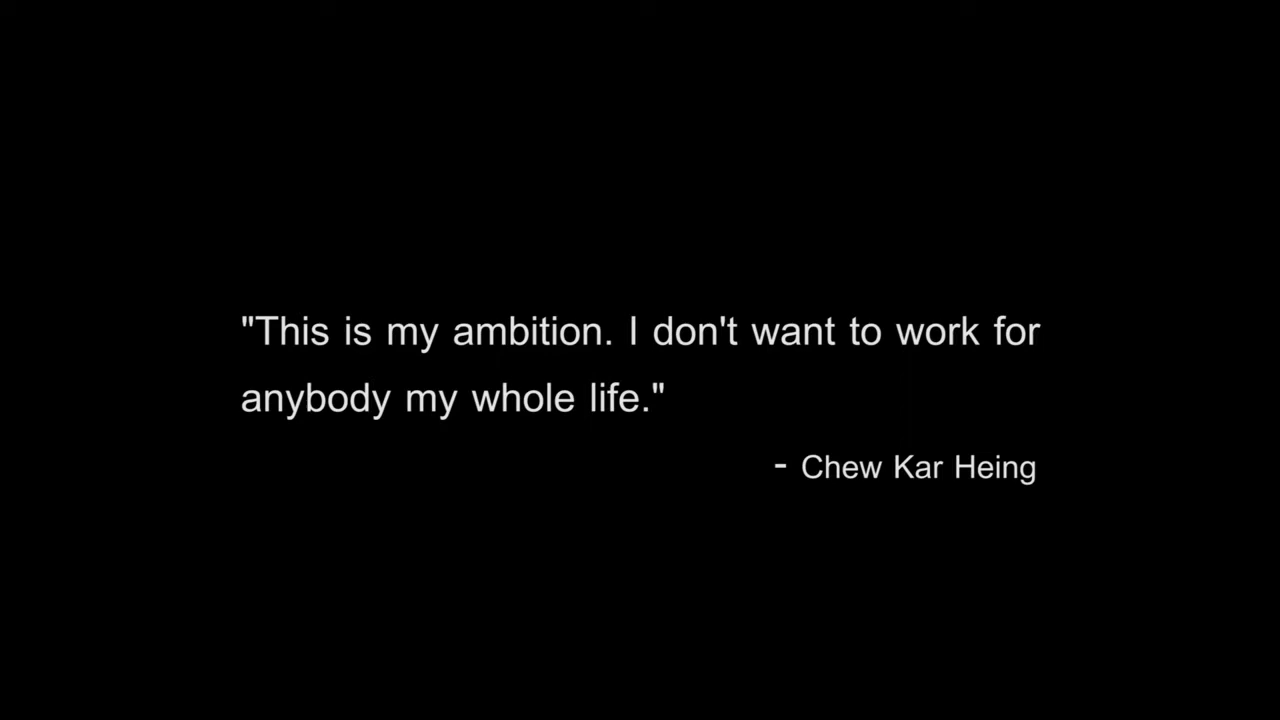 "This is my ambition. I don't want to work for
anybody my whole life."
- Chew Kar Heing